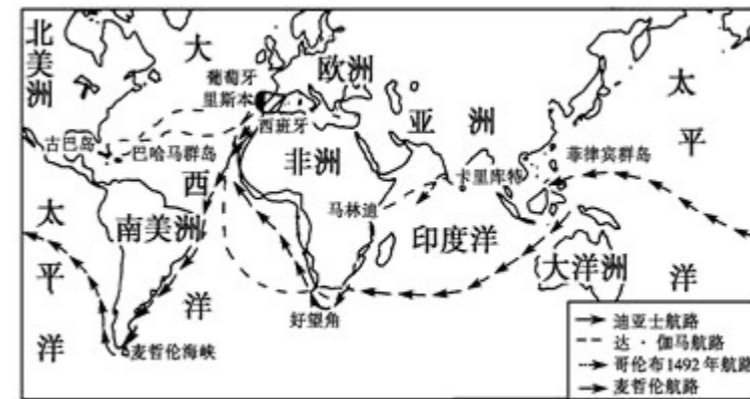 北美洲
大西洋
葡萄牙
里斯本
欧洲
西班牙
亚洲
太平洋
古巴岛
巴哈马群岛
非洲
卡里库特
菲律宾群岛
马林迪
太平洋
南美洲
印度洋
大洋洲
好望角
麦哲伦海峡
迪亚士航路
达·伽马航路
哥伦布1492年航路
麦哲伦航路